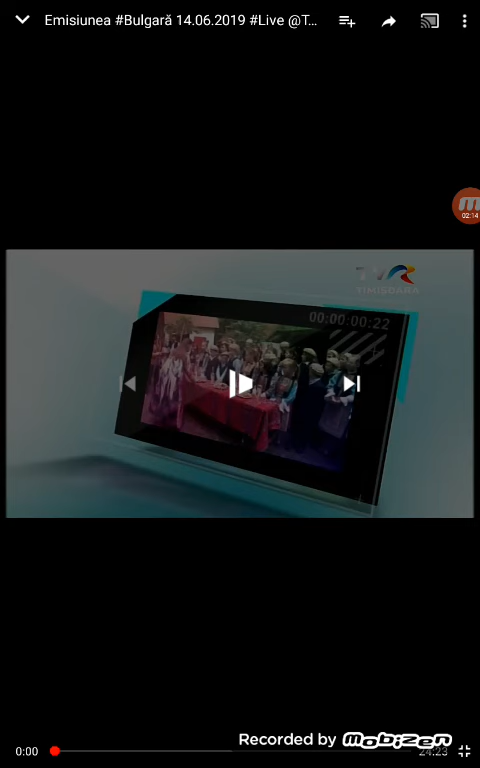 Emisiunea #Bulgară 14.06.2019 #Live @T...
02:14
TVR
TIMISOARA
00:00:00:22
Recorded by Mobizen
0:00
24:23